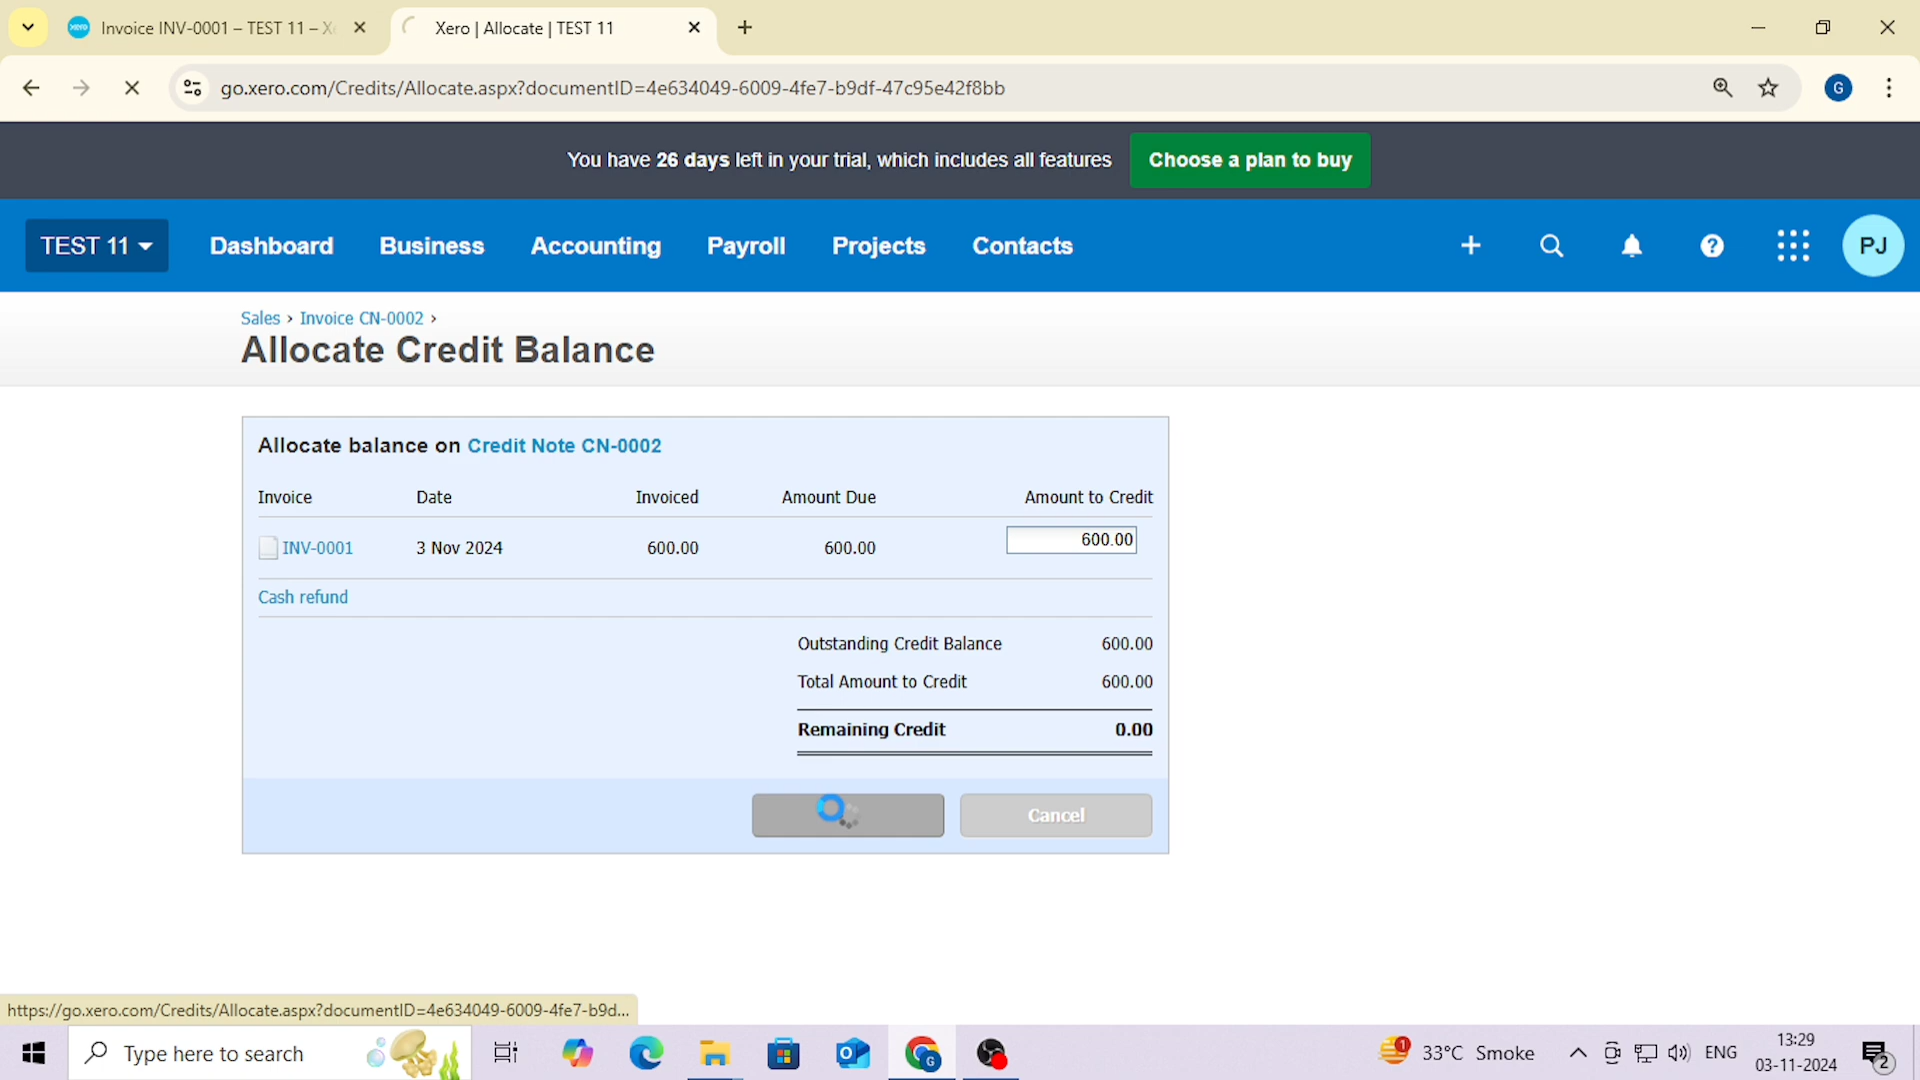 Invoice INV-0001 – TEST 11 – X
Xero | Allocate | TEST 11
go.xero.com/Credits/Allocate.aspx?documentID=4e634049-6009-4fe7-b9df-47c95e42f8bb
G
You have 26 days left in your trial, which includes all features
Choose a plan to buy
TEST 11
Dashboard
Business
Accounting
Payroll
Projects
Contacts
PJ
Sales › Invoice CN-0002 ›
Allocate Credit Balance
Allocate balance on Credit Note CN-0002
Invoice Date Invoiced Amount Due Amount to Credit
INV-0001 3 Nov 2024 600.00 600.00 600.00
Cash refund
Outstanding Credit Balance 600.00
Total Amount to Credit 600.00
Remaining Credit 0.00
Cancel
https://go.xero.com/Credits/Allocate.aspx?documentID=4e634049-6009-4fe7-b9d...
Type here to search
1
33°C Smoke
ENG
13:29
03-11-2024
2